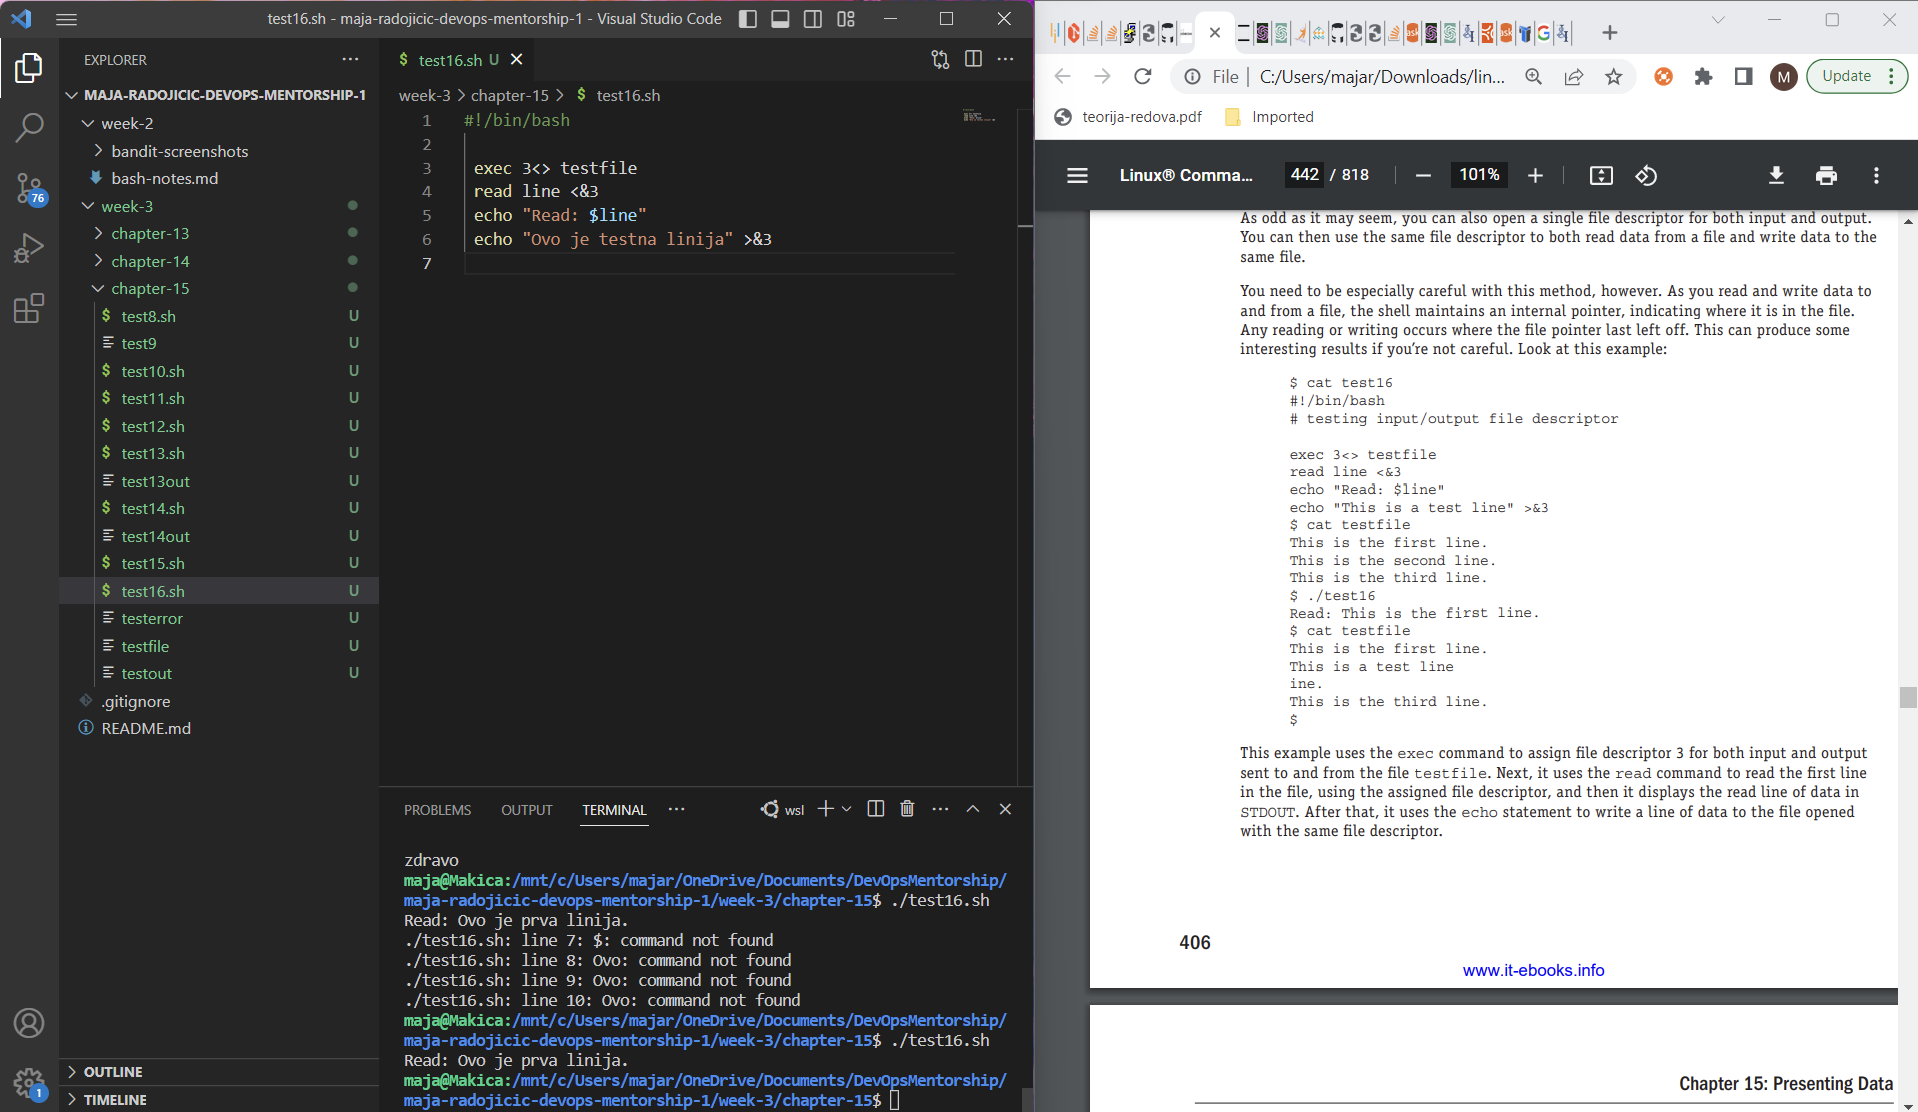 test16.sh - maja-radojicic-devops-mentorship-1 - Visual Studio Code
EXPLORER
MAJA-RADOJICIC-DEVOPS-MENTORSHIP-1
week-2
bandit-screenshots
bash-notes.md
76
week-3
chapter-13
chapter-14
chapter-15
$ test8.sh U
test9 U
$ test10.sh U
$ test11.sh U
$ test12.sh U
$ test13.sh U
test13out U
$ test14.sh U
test14out U
$ test15.sh U
$ test16.sh U
testerror U
testfile U
testout U
.gitignore
README.md
OUTLINE
1
TIMELINE
$ test16.sh U
week-3 > chapter-15 > $ test16.sh
1 #!/bin/bash
2
3 exec 3<> testfile
4 read line <&3
5 echo "Read: $line"
6 echo "Ovo je testna linija" >&3
7
PROBLEMS OUTPUT TERMINAL wsl
zdravo
maja@Makica:/mnt/c/Users/majar/OneDrive/Documents/DevOpsMentorship/
maja-radojicic-devops-mentorship-1/week-3/chapter-15$ ./test16.sh
Read: Ovo je prva linija.
./test16.sh: line 7: $: command not found
./test16.sh: line 8: Ovo: command not found
./test16.sh: line 9: Ovo: command not found
./test16.sh: line 10: Ovo: command not found
maja@Makica:/mnt/c/Users/majar/OneDrive/Documents/DevOpsMentorship/
maja-radojicic-devops-mentorship-1/week-3/chapter-15$ ./test16.sh
Read: Ovo je prva linija.
maja@Makica:/mnt/c/Users/majar/OneDrive/Documents/DevOpsMentorship/
maja-radojicic-devops-mentorship-1/week-3/chapter-15$
File | C:/Users/majar/Downloads/lin... M Update
teorija-redova.pdf Imported
Linux® Comma... 442 / 818 101%
As odd as it may seem, you can also open a single file descriptor for both input and output.
You can then use the same file descriptor to both read data from a file and write data to the
same file.
You need to be especially careful with this method, however. As you read and write data to
and from a file, the shell maintains an internal pointer, indicating where it is in the file.
Any reading or writing occurs where the file pointer last left off. This can produce some
interesting results if you're not careful. Look at this example:
$ cat test16
#!/bin/bash
# testing input/output file descriptor
exec 3<> testfile
read line <&3
echo "Read: $line"
echo "This is a test line" >&3
$ cat testfile
This is the first line.
This is the second line.
This is the third line.
$ ./test16
Read: This is the first line.
$ cat testfile
This is the first line.
This is a test line
ine.
This is the third line.
$
This example uses the exec command to assign file descriptor 3 for both input and output
sent to and from the file testfile. Next, it uses the read command to read the first line
in the file, using the assigned file descriptor, and then it displays the read line of data in
STDOUT. After that, it uses the echo statement to write a line of data to the file opened
with the same file descriptor.
406
www.it-ebooks.info
Chapter 15: Presenting Data